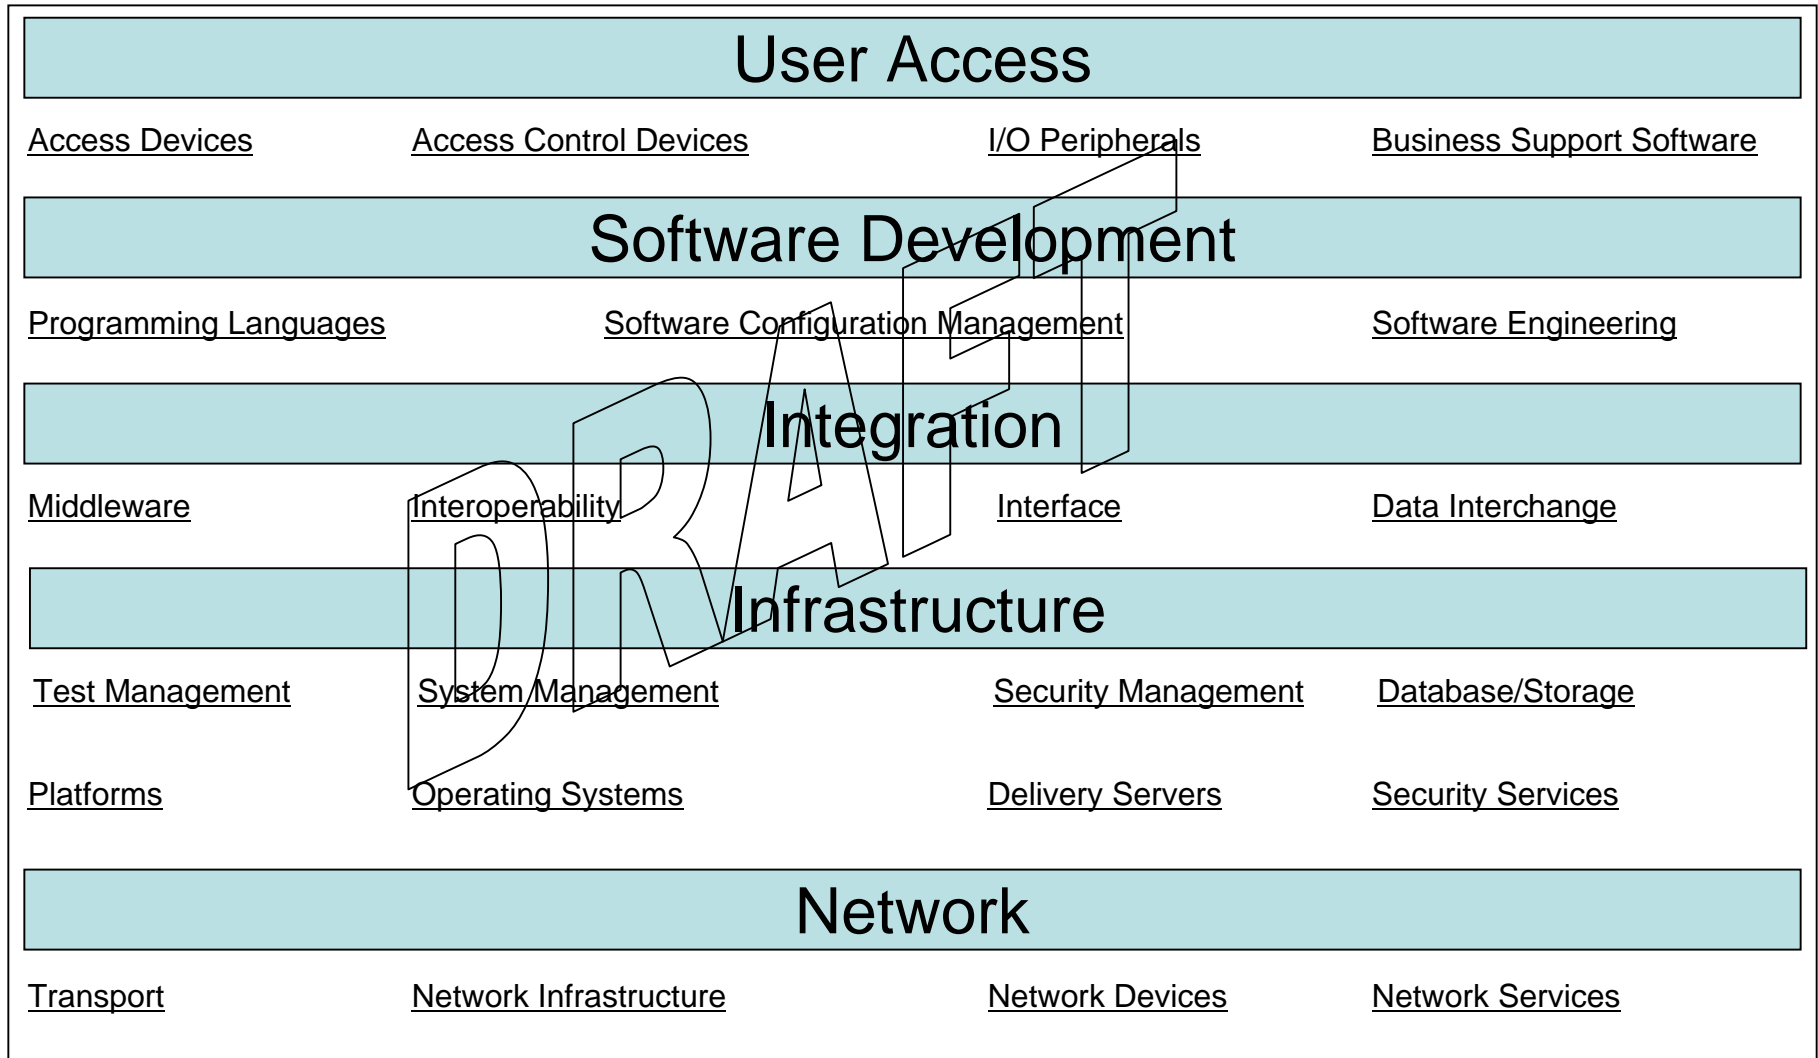 User Access
Access Devices Access Control Devices I/O Peripherals Business Support Software
Software Development
Programming Languages Software Configuration Management Software Engineering
Integration
Middleware Interoperability Interface Data Interchange
Infrastructure
Test Management System Management Security Management Database/Storage
Platforms Operating Systems Delivery Servers Security Services
Network
Transport Network Infrastructure Network Devices Network Services
DRAFT